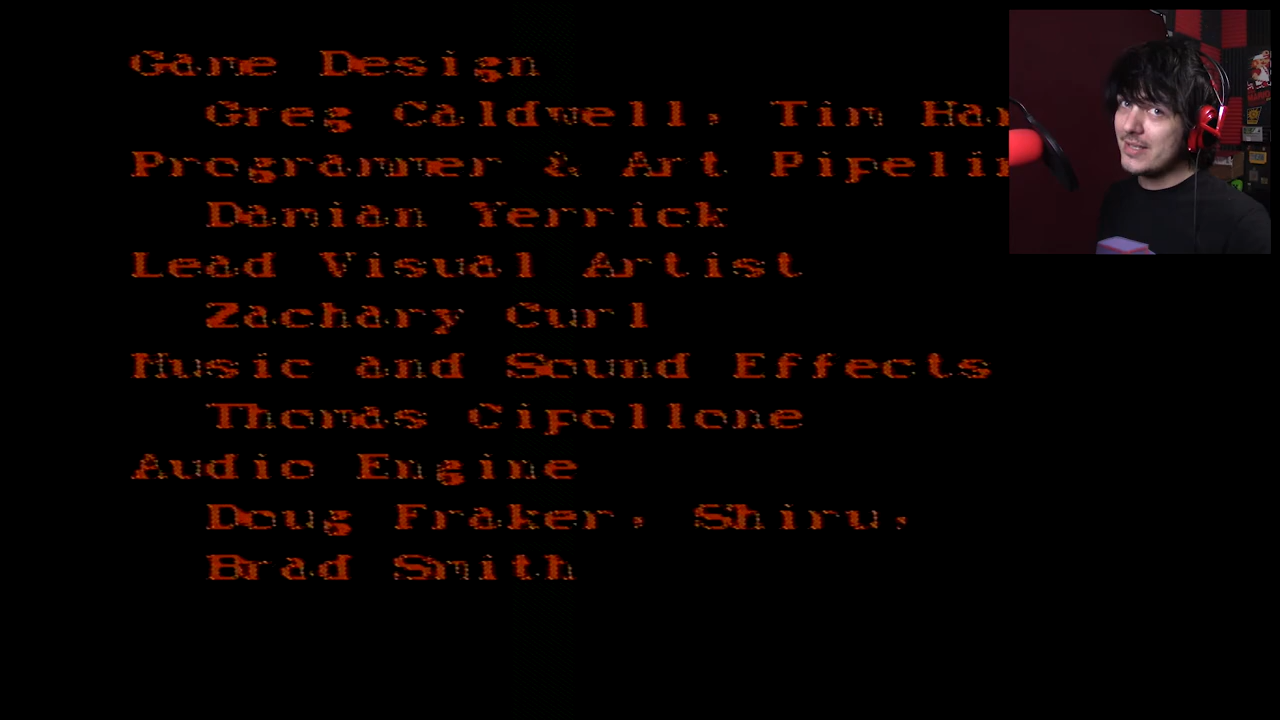 Game Design
Greg Caldwell, Tim
Programmer & Art
Damian Yerrick
Lead Visual Artist
Zachary Curl
Music and Sound Effects
Thomas Cipollone
Audio Engine
Doug Fraker, Shiru,
Brad Smith